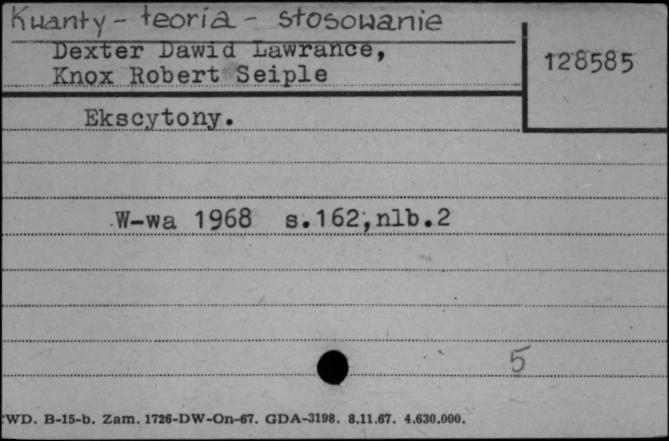 Kwanty - teoria - stosowanie
Dexter Dawid Lawrance,
Knox Robert Seiple
128585
Ekscytony.
W-wa 1968 s.162,nlb.2
5
WD. B-15-b. Zam. 1726-DW-On-67. GDA-3198. 8.11.67. 4.630.000.